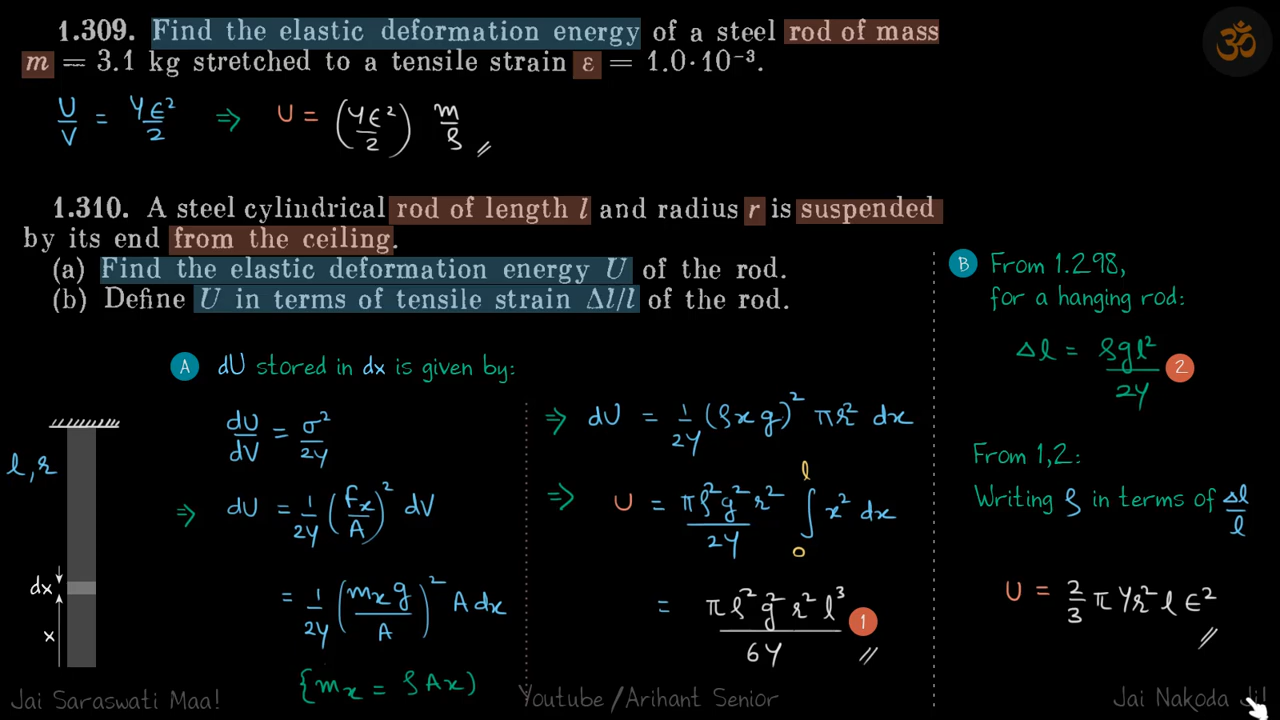 ॐ
1.309. Find the elastic deformation energy of a steel rod of mass
m = 3.1 kg stretched to a tensile strain ε = 1.0·10⁻³.
U/V = Yϵ²/2 ⇒ U = (Yϵ²/2) m/ρ //
1.310. A steel cylindrical rod of length l and radius r is suspended
by its end from the ceiling.
(a) Find the elastic deformation energy U of the rod.
(b) Define U in terms of tensile strain Δl/l of the rod.
A dU stored in dx is given by:
l, r
dx
x
dU/dV = σ²/2Y
⇒ dU = 1/2Y (Fx/A)² dV
= 1/2Y (mx g/A)² A dx
{mx = ρAx)
⇒ dU = 1/2Y (ρxg)² πr² dx
⇒ U = πρ²g²r²/2Y ∫₀ˡ x² dx
= πρ²g²r²l³/6Y 1 //
B From 1.298,
for a hanging rod:
Δl = ρgl²/2Y 2
From 1,2:
Writing ρ in terms of Δl/l
U = 2/3 πYr²lϵ² //
Jai Saraswati Maa!
Youtube/Arihant Senior
Jai Nakoda Ji!